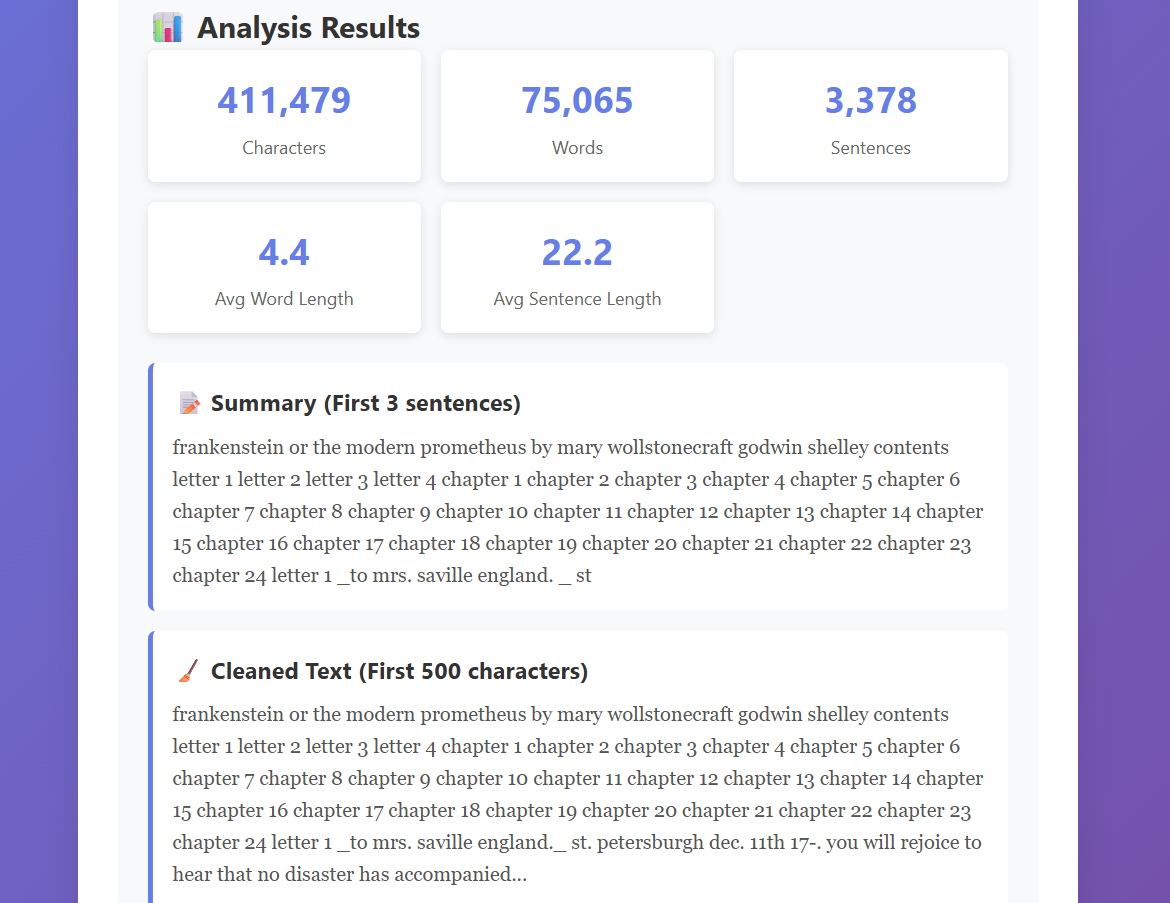 Analysis Results
411,479
Characters
75,065
Words
3,378
Sentences
4.4
Avg Word Length
22.2
Avg Sentence Length
Summary (First 3 sentences)
frankenstein or the modern prometheus by mary wollstonecraft godwin shelley contents
letter 1 letter 2 letter 3 letter 4 chapter 1 chapter 2 chapter 3 chapter 4 chapter 5 chapter 6
chapter 7 chapter 8 chapter 9 chapter 10 chapter 11 chapter 12 chapter 13 chapter 14 chapter
15 chapter 16 chapter 17 chapter 18 chapter 19 chapter 20 chapter 21 chapter 22 chapter 23
chapter 24 letter 1 _to mrs. saville england. _ st
Cleaned Text (First 500 characters)
frankenstein or the modern prometheus by mary wollstonecraft godwin shelley contents
letter 1 letter 2 letter 3 letter 4 chapter 1 chapter 2 chapter 3 chapter 4 chapter 5 chapter 6
chapter 7 chapter 8 chapter 9 chapter 10 chapter 11 chapter 12 chapter 13 chapter 14 chapter
15 chapter 16 chapter 17 chapter 18 chapter 19 chapter 20 chapter 21 chapter 22 chapter 23
chapter 24 letter 1 _to mrs. saville england._ st. petersburgh dec. 11th 17-. you will rejoice to
hear that no disaster has accompanied...